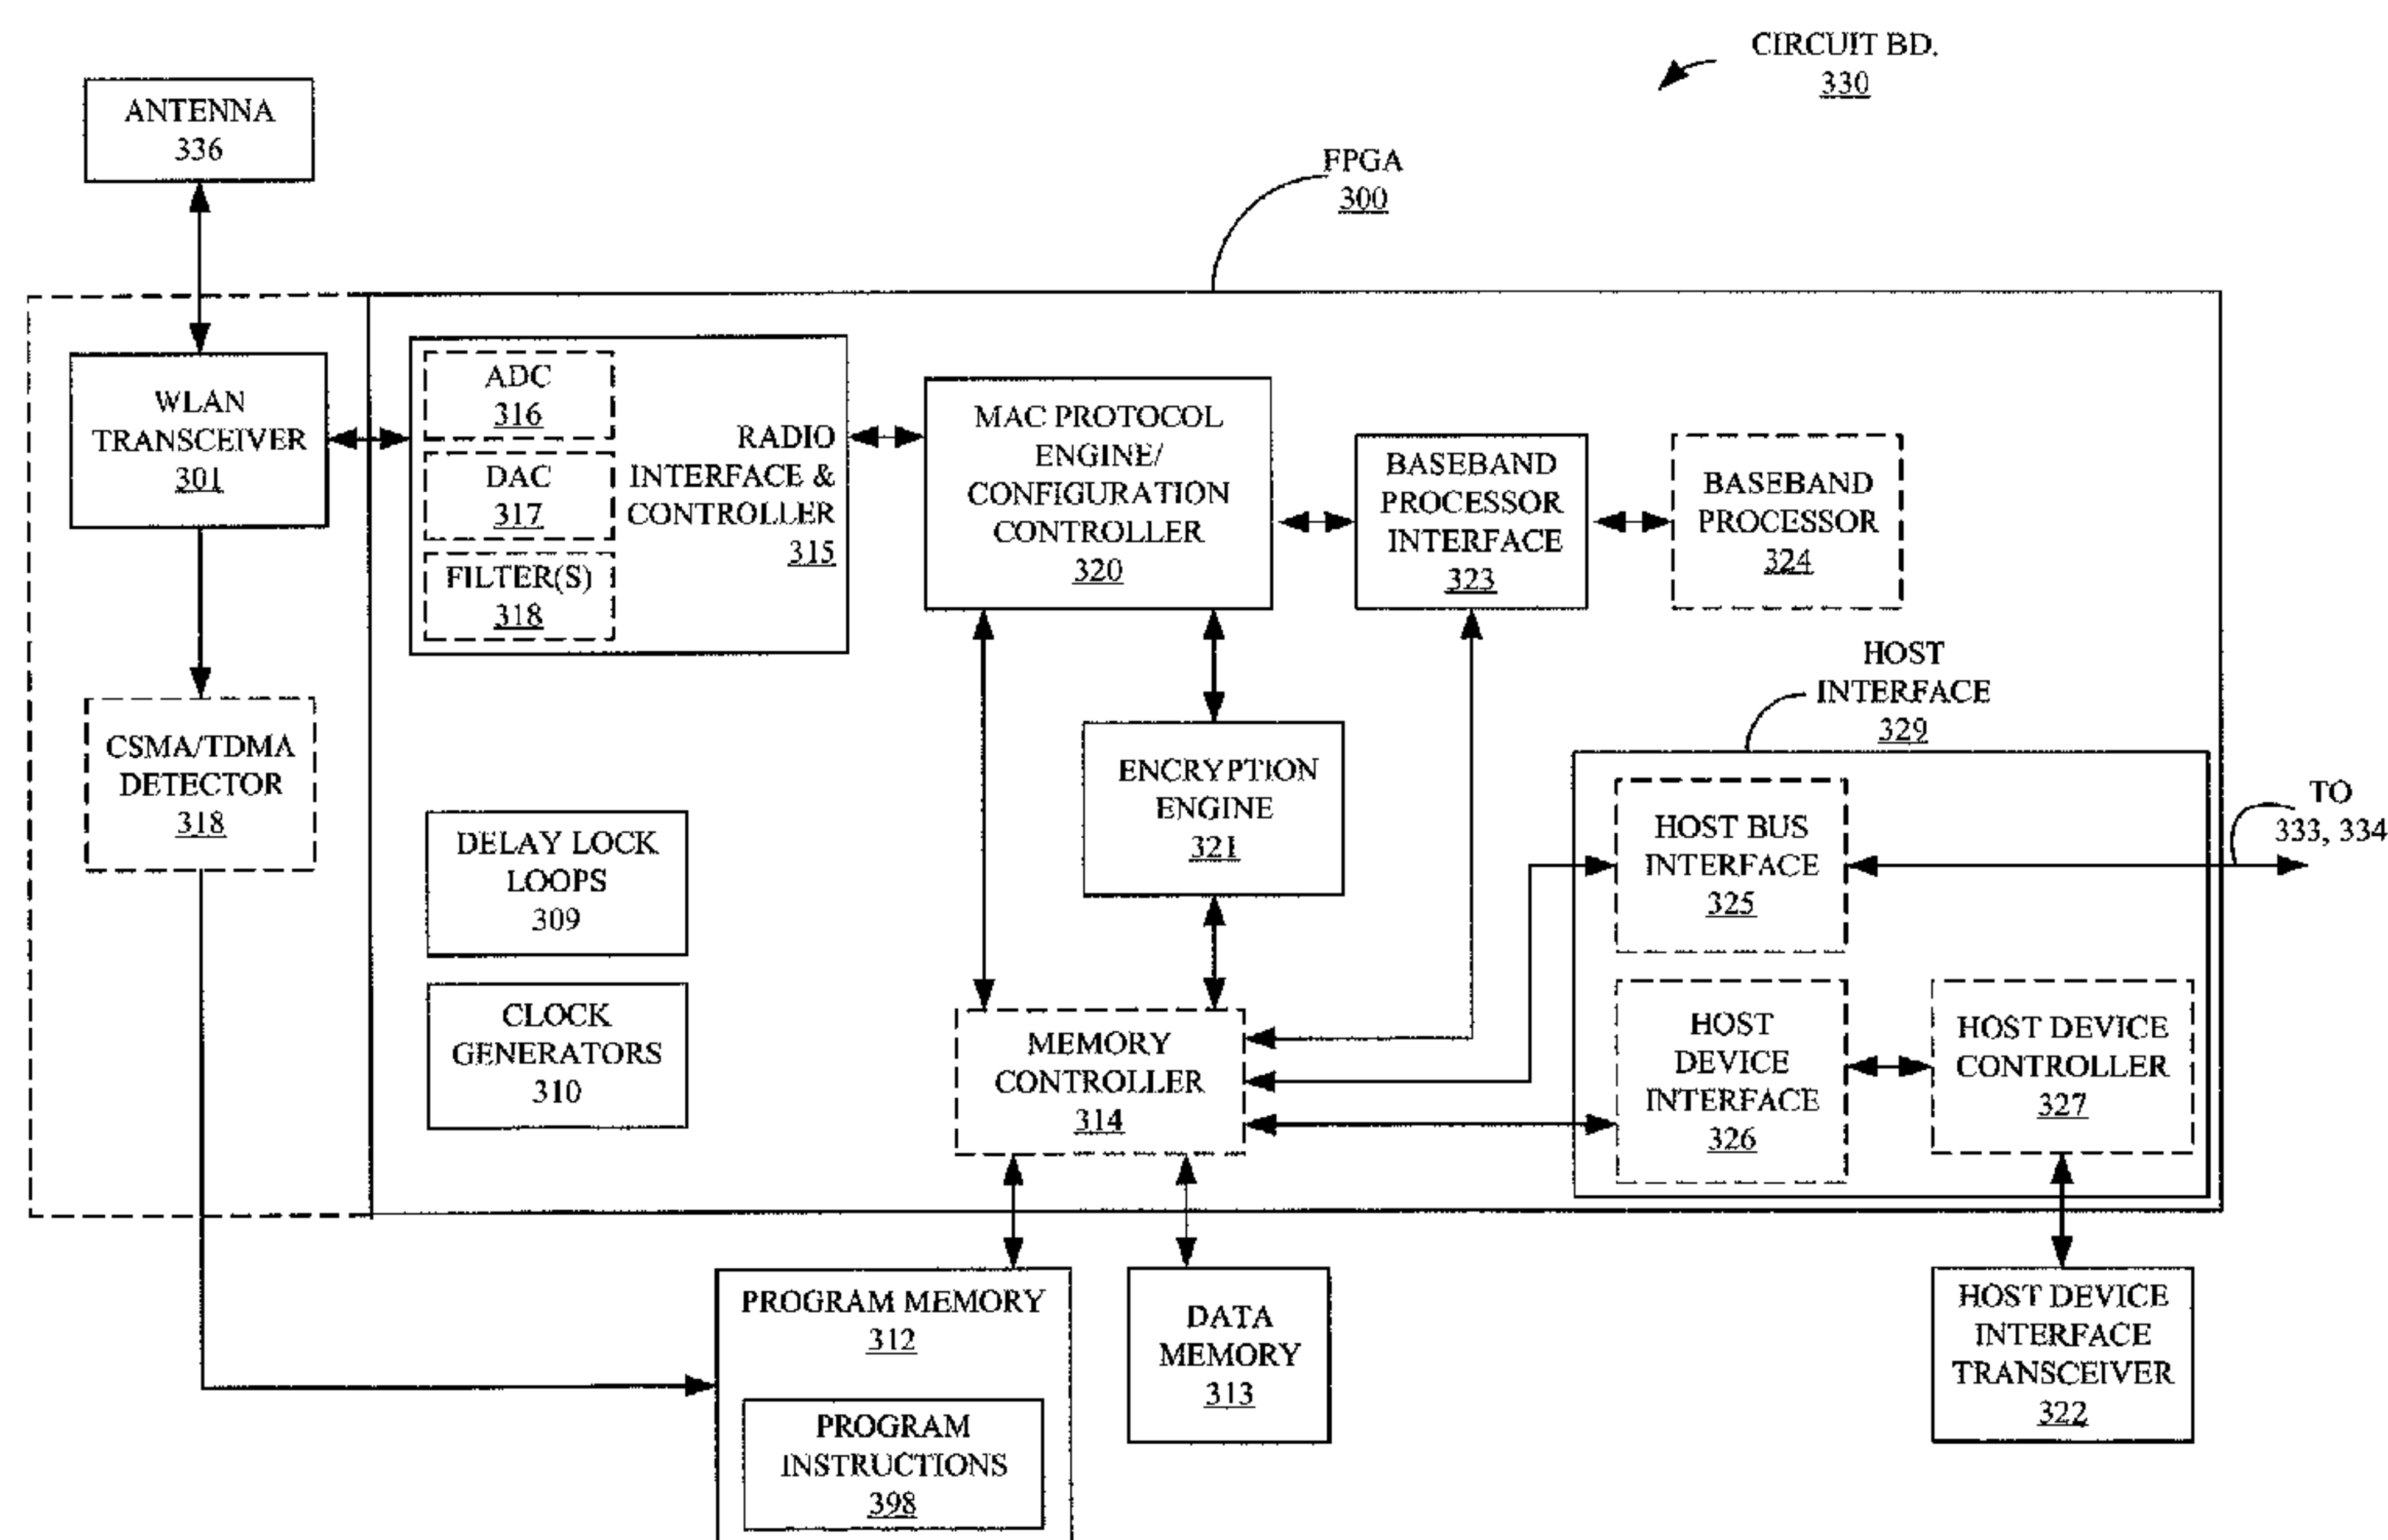 CIRCUIT BD.
330
ANTENNA
336
FPGA
300
WLAN
TRANSCEIVER
301
ADC
316
DAC
317
FILTER(S)
318
RADIO
INTERFACE &
CONTROLLER
315
MAC PROTOCOL
ENGINE/
CONFIGURATION
CONTROLLER
320
BASEBAND
PROCESSOR
INTERFACE
323
BASEBAND
PROCESSOR
324
CSMA/TDMA
DETECTOR
318
DELAY LOCK
LOOPS
309
CLOCK
GENERATORS
310
ENCRYPTION
ENGINE
321
MEMORY
CONTROLLER
314
HOST
INTERFACE
329
HOST BUS
INTERFACE
325
TO
333, 334
HOST
DEVICE
INTERFACE
326
HOST DEVICE
CONTROLLER
327
PROGRAM MEMORY
312
PROGRAM
INSTRUCTIONS
398
DATA
MEMORY
313
HOST DEVICE
INTERFACE
TRANSCEIVER
322